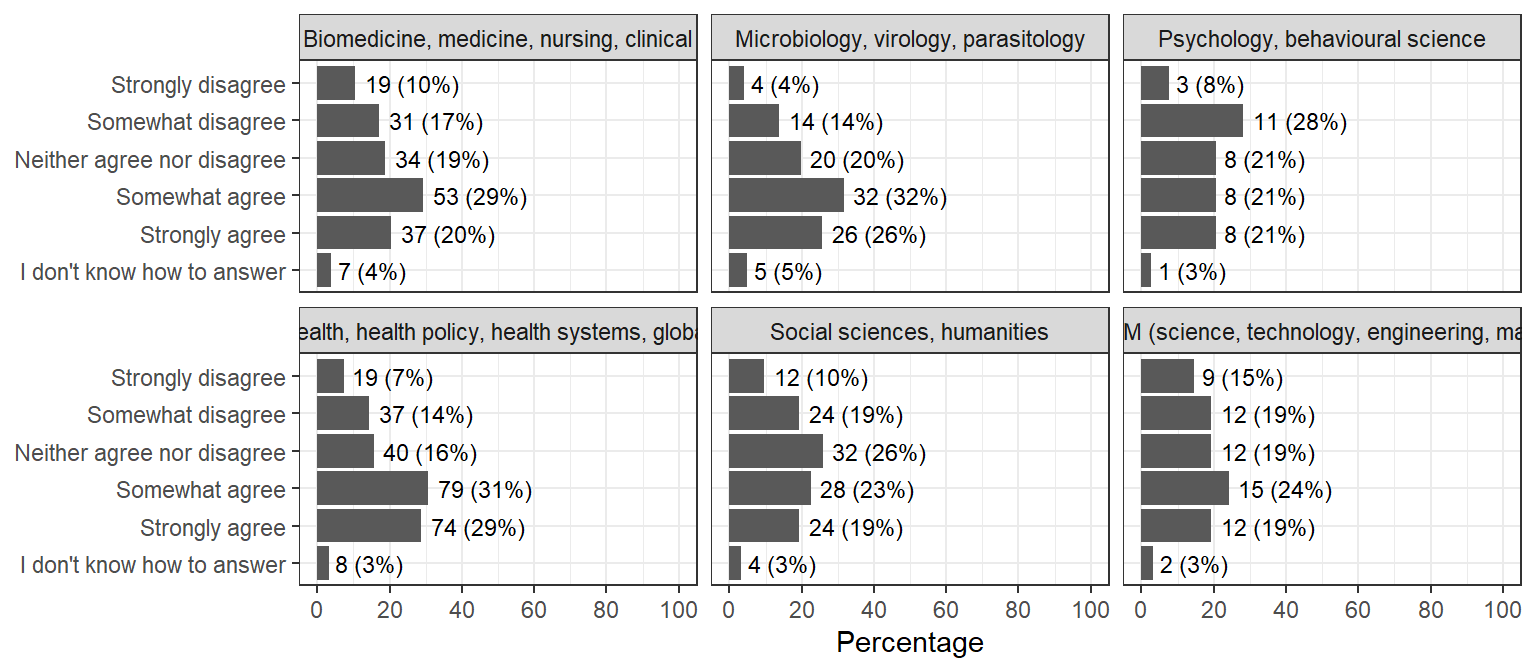 Biomedicine, medicine, nursing, clinical
Microbiology, virology, parasitology
Psychology, behavioural science
Strongly disagree
19 (10%)
4 (4%)
3 (8%)
Somewhat disagree
31 (17%)
14 (14%)
11 (28%)
Neither agree nor disagree
34 (19%)
20 (20%)
8 (21%)
Somewhat agree
53 (29%)
32 (32%)
8 (21%)
Strongly agree
37 (20%)
26 (26%)
8 (21%)
I don't know how to answer
7 (4%)
5 (5%)
1 (3%)
ealth, health policy, health systems, globa
Social sciences, humanities
M (science, technology, engineering, ma
Strongly disagree
19 (7%)
12 (10%)
9 (15%)
Somewhat disagree
37 (14%)
24 (19%)
12 (19%)
Neither agree nor disagree
40 (16%)
32 (26%)
12 (19%)
Somewhat agree
79 (31%)
28 (23%)
15 (24%)
Strongly agree
74 (29%)
24 (19%)
12 (19%)
I don't know how to answer
8 (3%)
4 (3%)
2 (3%)
0 20 40 60 80 100
0 20 40 60 80 100
0 20 40 60 80 100
Percentage